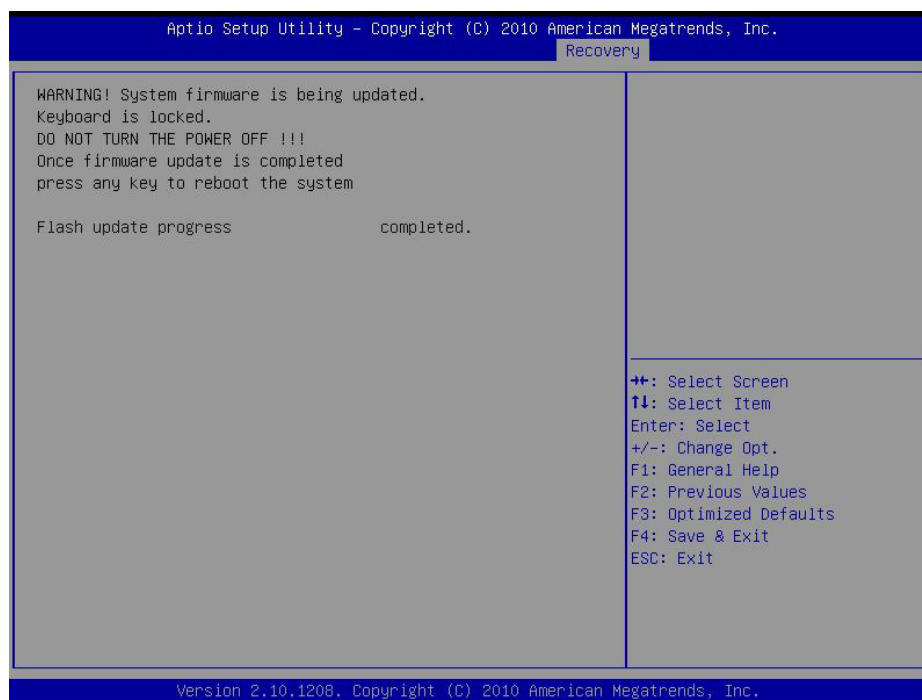 Aptio Setup Utility – Copyright (C) 2010 American Megatrends, Inc.
Recovery
WARNING! System firmware is being updated.
Keyboard is locked.
DO NOT TURN THE POWER OFF !!!
Once firmware update is completed
press any key to reboot the system
Flash update progress completed.
→←: Select Screen
↑↓: Select Item
Enter: Select
+/-: Change Opt.
F1: General Help
F2: Previous Values
F3: Optimized Defaults
F4: Save & Exit
ESC: Exit
Version 2.10.1208. Copyright (C) 2010 American Megatrends, Inc.